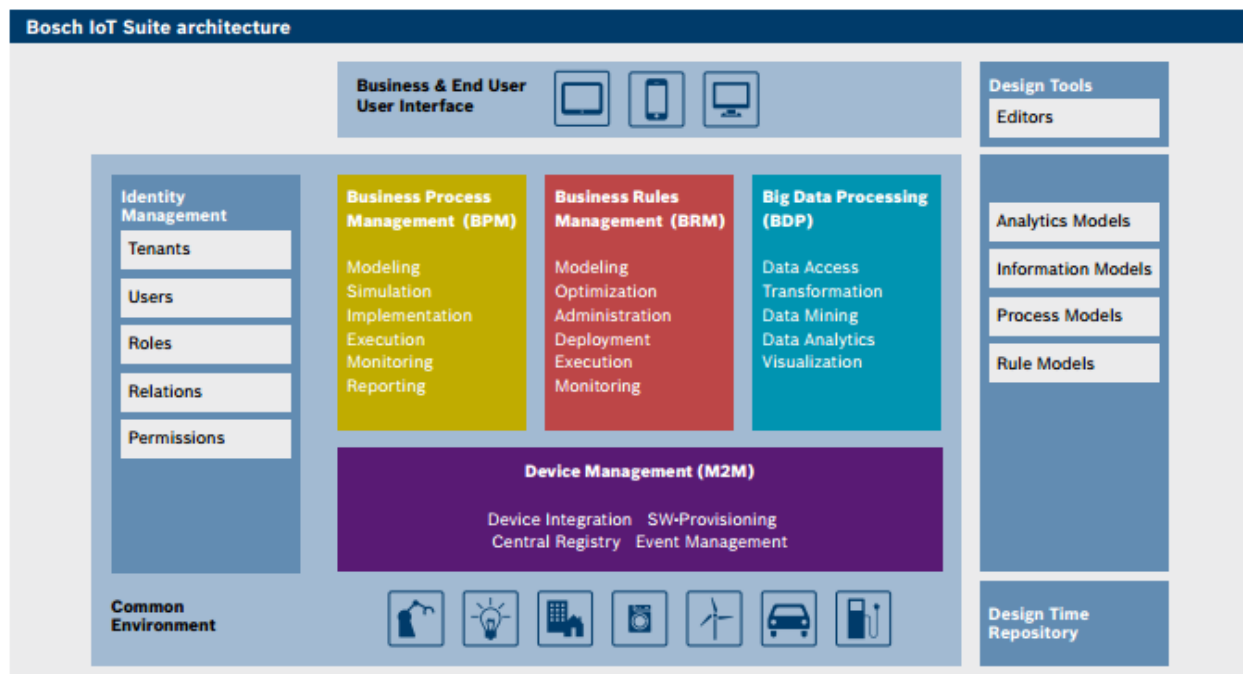 Bosch IoT Suite architecture
Business & End User
User Interface
Design Tools
Editors
Identity
Management
Tenants
Users
Roles
Relations
Permissions
Business Process
Management (BPM)
Modeling
Simulation
Implementation
Execution
Monitoring
Reporting
Business Rules
Management (BRM)
Modeling
Optimization
Administration
Deployment
Execution
Monitoring
Big Data Processing
(BDP)
Data Access
Transformation
Data Mining
Data Analytics
Visualization
Analytics Models
Information Models
Process Models
Rule Models
Device Management (M2M)
Device Integration SW-Provisioning
Central Registry Event Management
Common
Environment
Design Time
Repository